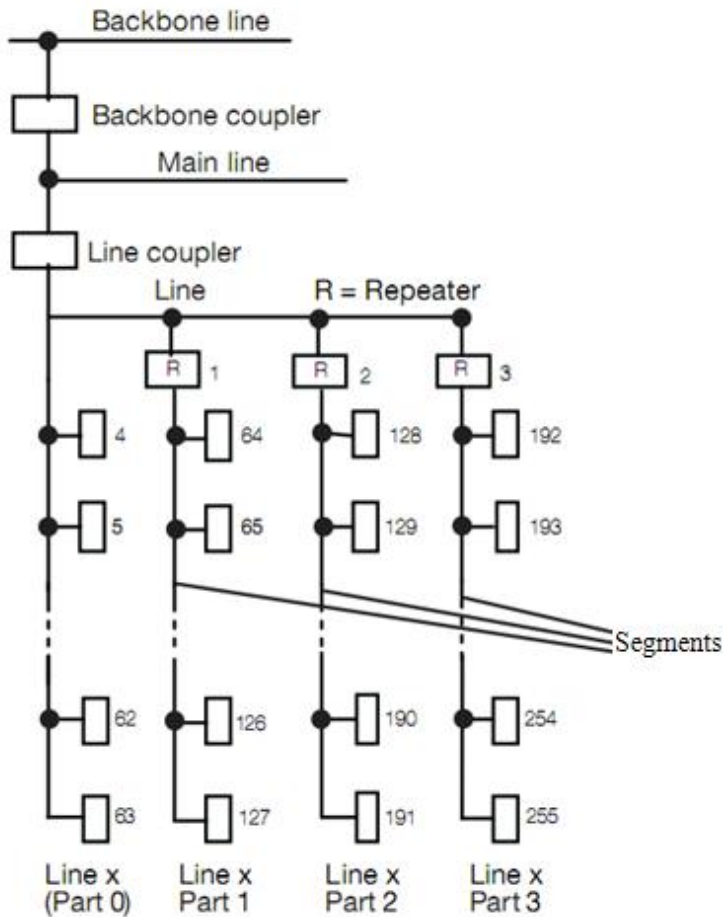 Backbone line
Backbone coupler
Main line
Line coupler
Line
R = Repeater
R 1
R 2
R 3
4
64
128
192
5
65
129
193
Segments
62
126
190
254
63
127
191
255
Line x
(Part 0)
Line x
Part 1
Line x
Part 2
Line x
Part 3